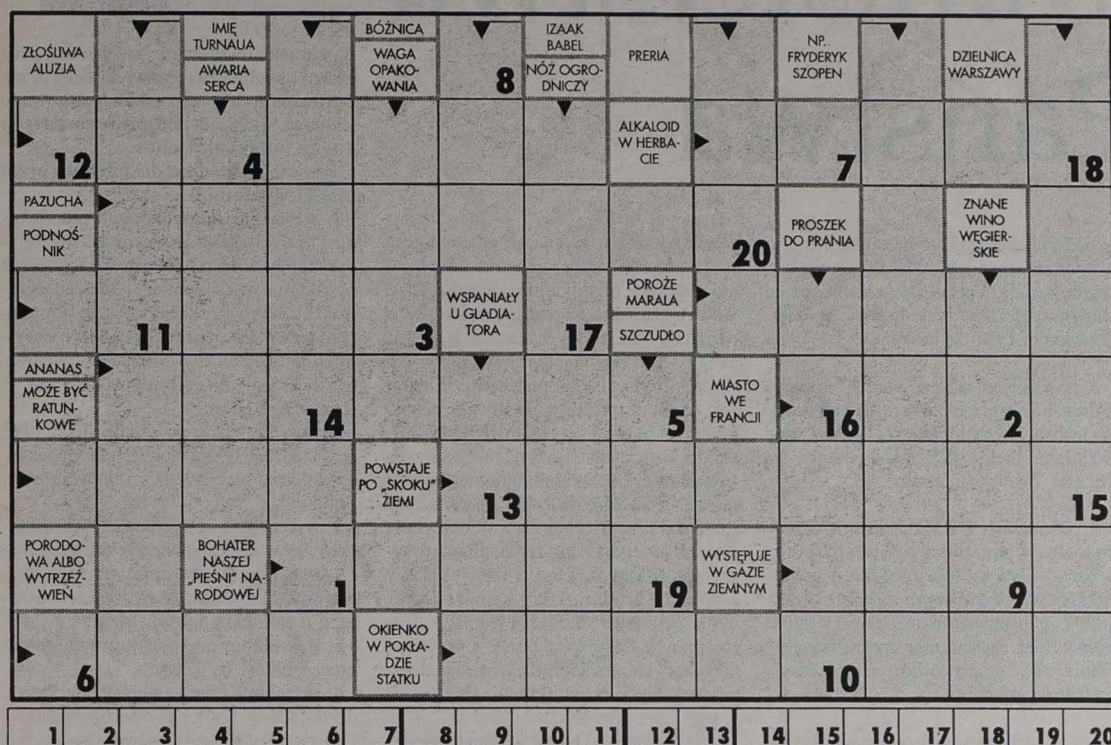 ZŁOŚLIWA
ALUZJA
IMIĘ
TURNAUA
AWARIA
SERCA
BÓŻNICA
WAGA
OPAKO-
WANIA
8
IZAAK
BABEL
NÓŻ OGRO-
DNICZY
PRERIA
NP.
FRYDERYK
SZOPEN
DZIELNICA
WARSZAWY
12
4
ALKALOID
W HERBA-
CIE
7
18
PAZUCHA
PODNOŚ-
NIK
20
PROSZEK
DO PRANIA
ZNANE
WINO
WĘGIER-
SKIE
11
3
WSPANIAŁY
U GLADIA-
TORA
17
POROŻE
MARALA
SZCZUDŁO
ANANAS
MOŻE BYĆ
RATUN-
KOWE
14
5
MIASTO
WE
FRANCJI
16
2
POWSTAJE
PO „SKOKU"
ZIEMI
13
15
PORODO-
WA ALBO
WYTRZEŹ-
WIEŃ
BOHATER
NASZEJ
„PIEŚNI" NA-
RODOWEJ
1
19
WYSTĘPUJE
W GAZIE
ZIEMNYM
9
6
OKIENKO
W POKŁA-
DZIE
STATKU
10
1 2 3 4 5 6 7 8 9 10 11 12 13 14 15 16 17 18 19 20